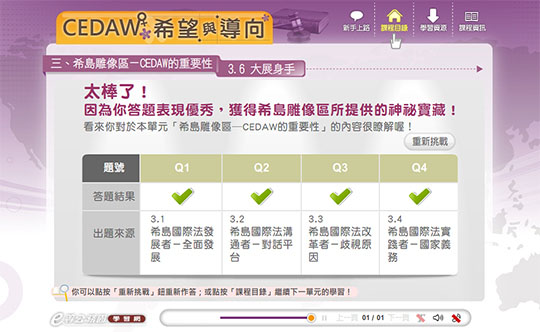 CEDAW希望與導向
新手上路
課程目錄
學習資源
課程資訊
三、希島雕像區－CEDAW的重要性
3.6 大展身手
太棒了！
因為你答題表現優秀，獲得希島雕像區所提供的神祕寶藏！
看來你對於本單元「希島雕像區─CEDAW的重要性」的內容很瞭解喔！
重新挑戰
題號 Q1 Q2 Q3 Q4
答題結果
出題來源
3.1
希島國際法發
展者－全面發
展
3.2
希島國際法溝
通者－對話平
台
3.3
希島國際法改
革者－歧視原
因
3.4
希島國際法實
踐者－國家義
務
你可以點按「重新挑戰」鈕重新作答；或點按「課程目錄」繼續下一單元的學習！
學習網
上一頁 01 / 01 下一頁